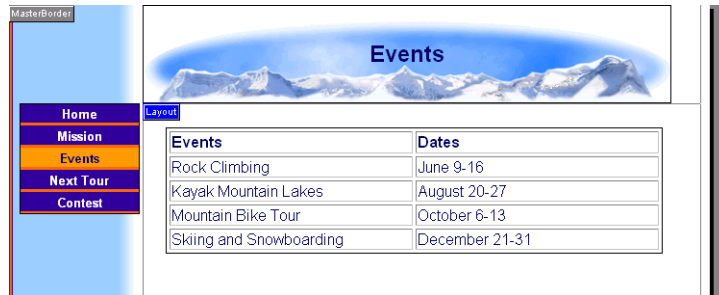 MasterBorder
Events
Home
Mission
Events
Next Tour
Contest
Layout
Events Dates
Rock Climbing June 9-16
Kayak Mountain Lakes August 20-27
Mountain Bike Tour October 6-13
Skiing and Snowboarding December 21-31